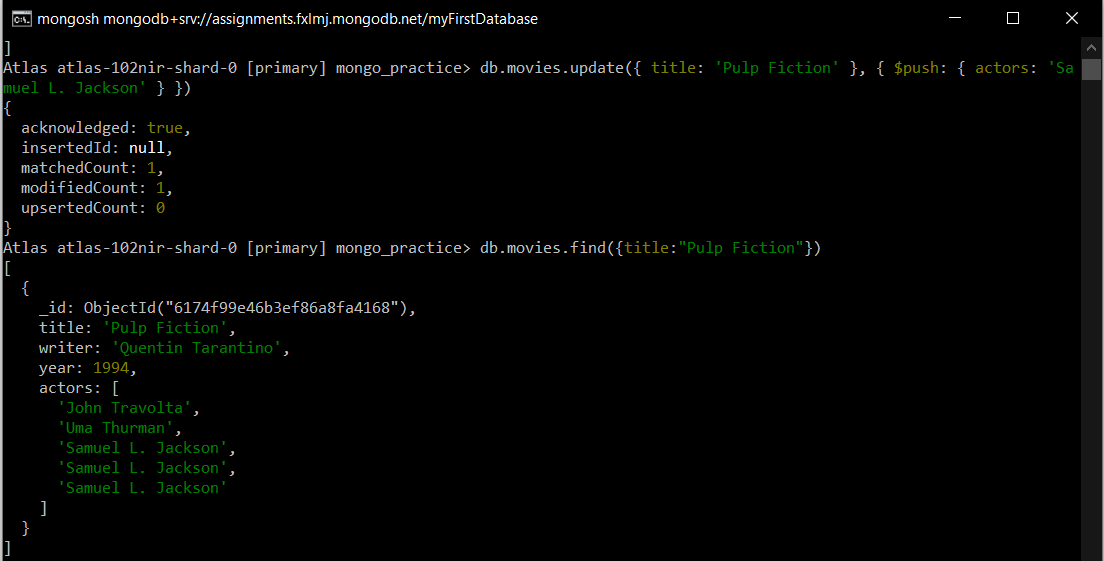 mongosh mongodb+srv://assignments.fxlmj.mongodb.net/myFirstDatabase
]
Atlas atlas-102nir-shard-0 [primary] mongo_practice> db.movies.update({ title: 'Pulp Fiction' }, { $push: { actors: 'Sa
muel L. Jackson' } })
{
  acknowledged: true,
  insertedId: null,
  matchedCount: 1,
  modifiedCount: 1,
  upsertedCount: 0
}
Atlas atlas-102nir-shard-0 [primary] mongo_practice> db.movies.find({title:"Pulp Fiction"})
[
  {
    _id: ObjectId("6174f99e46b3ef86a8fa4168"),
    title: 'Pulp Fiction',
    writer: 'Quentin Tarantino',
    year: 1994,
    actors: [
      'John Travolta',
      'Uma Thurman',
      'Samuel L. Jackson',
      'Samuel L. Jackson',
      'Samuel L. Jackson'
    ]
  }
]